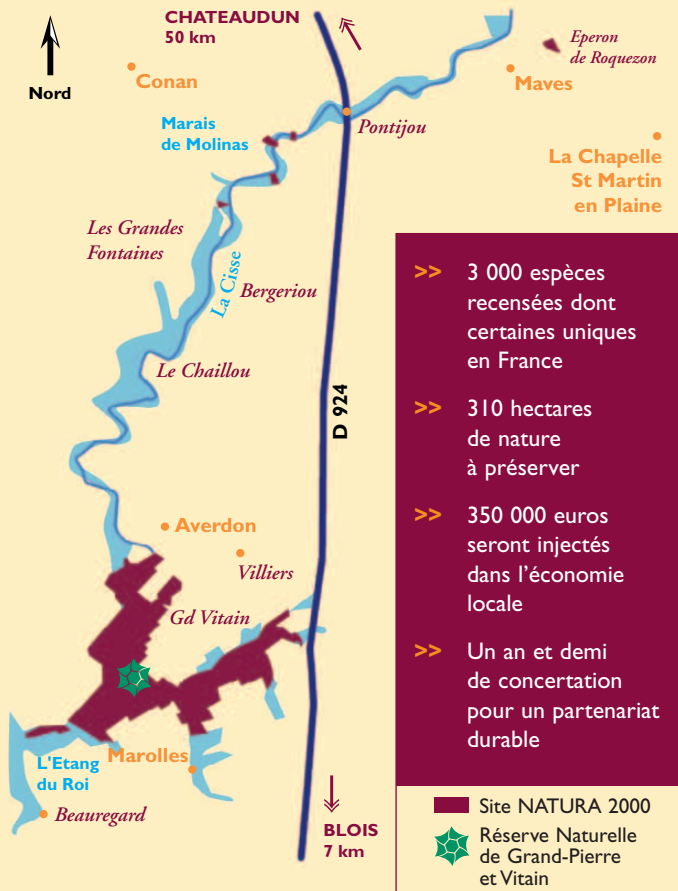 CHATEAUDUN
50 km
Nord
Conan
Eperon
de Roquezon
Maves
Marais
de Molinas
Pontijou
La Chapelle
St Martin
en Plaine
Les Grandes
Fontaines
La Cisse
Bergeriou
Le Chaillou
D 924
Averdon
Villiers
Gd Vitain
Marolles
L'Etang
du Roi
Beauregard
BLOIS
7 km
>> 3 000 espèces
recensées dont
certaines uniques
en France
>> 310 hectares
de nature
à préserver
>> 350 000 euros
seront injectés
dans l’économie
locale
>> Un an et demi
de concertation
pour un partenariat
durable
Site NATURA 2000
Réserve Naturelle
de Grand-Pierre
et Vitain